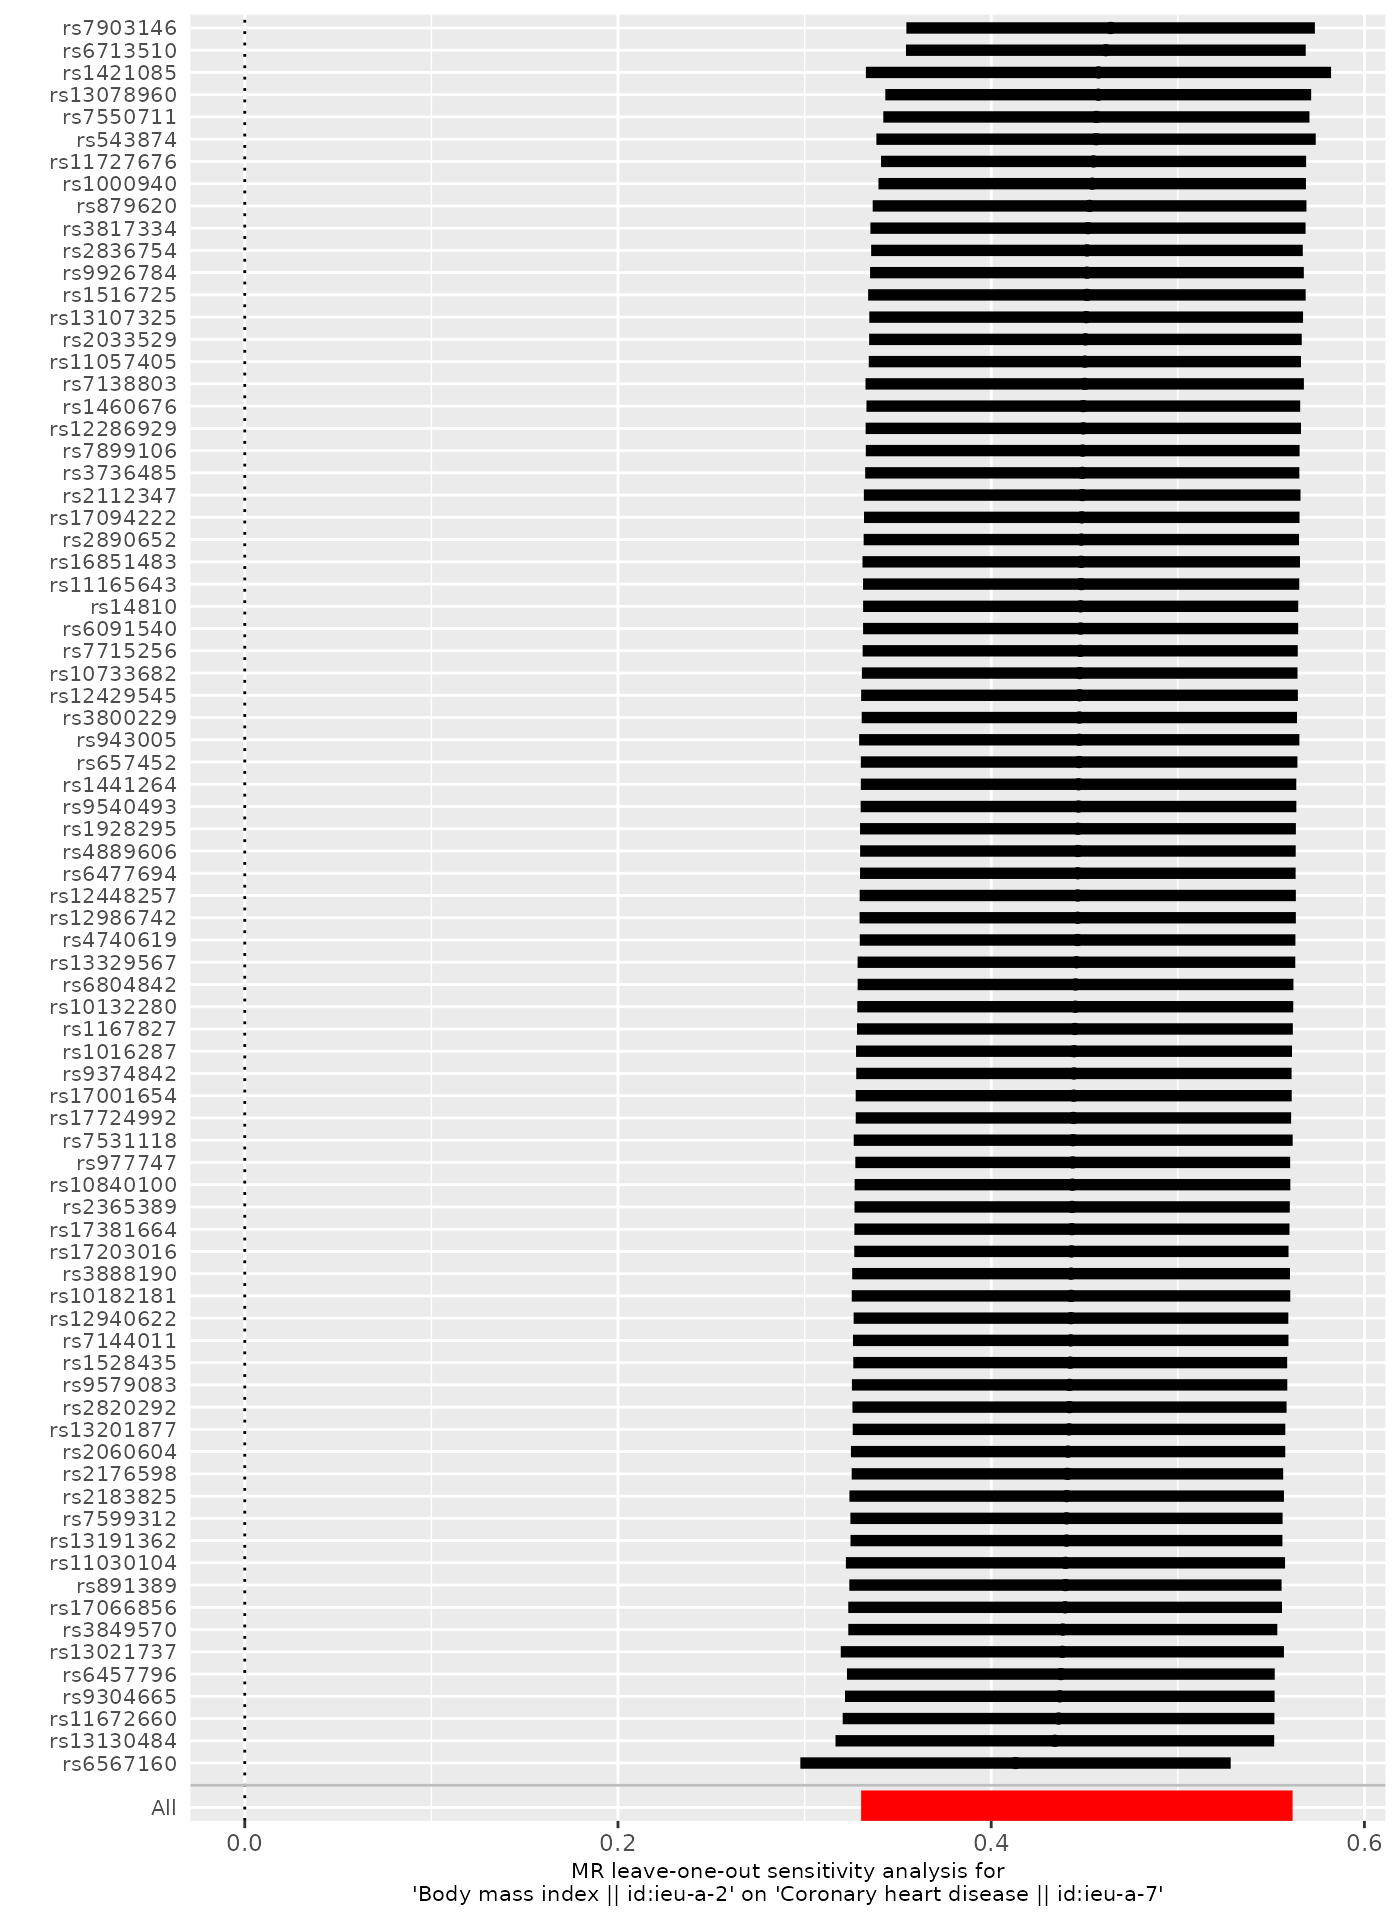 rs7903146
rs6713510
rs1421085
rs13078960
rs7550711
rs543874
rs11727676
rs1000940
rs879620
rs3817334
rs2836754
rs9926784
rs1516725
rs13107325
rs2033529
rs11057405
rs7138803
rs1460676
rs12286929
rs7899106
rs3736485
rs2112347
rs17094222
rs2890652
rs16851483
rs11165643
rs14810
rs6091540
rs7715256
rs10733682
rs12429545
rs3800229
rs943005
rs657452
rs1441264
rs9540493
rs1928295
rs4889606
rs6477694
rs12448257
rs12986742
rs4740619
rs13329567
rs6804842
rs10132280
rs1167827
rs1016287
rs9374842
rs17001654
rs17724992
rs7531118
rs977747
rs10840100
rs2365389
rs17381664
rs17203016
rs3888190
rs10182181
rs12940622
rs7144011
rs1528435
rs9579083
rs2820292
rs13201877
rs2060604
rs2176598
rs2183825
rs7599312
rs13191362
rs11030104
rs891389
rs17066856
rs3849570
rs13021737
rs6457796
rs9304665
rs11672660
rs13130484
rs6567160
All
0.0 0.2 0.4 0.6
MR leave-one-out sensitivity analysis for
'Body mass index || id:ieu-a-2' on 'Coronary heart disease || id:ieu-a-7'